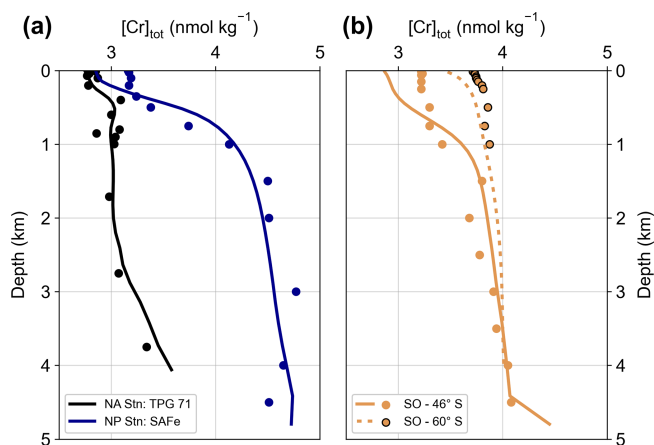 (a)
[Cr]tot (nmol kg−1)
3 4 5
0
1
2
3
4
5
Depth (km)
NA Stn: TPG 71
NP Stn: SAFe
(b)
[Cr]tot (nmol kg−1)
3 4 5
0
1
2
3
4
5
Depth (km)
SO - 46° S
SO - 60° S